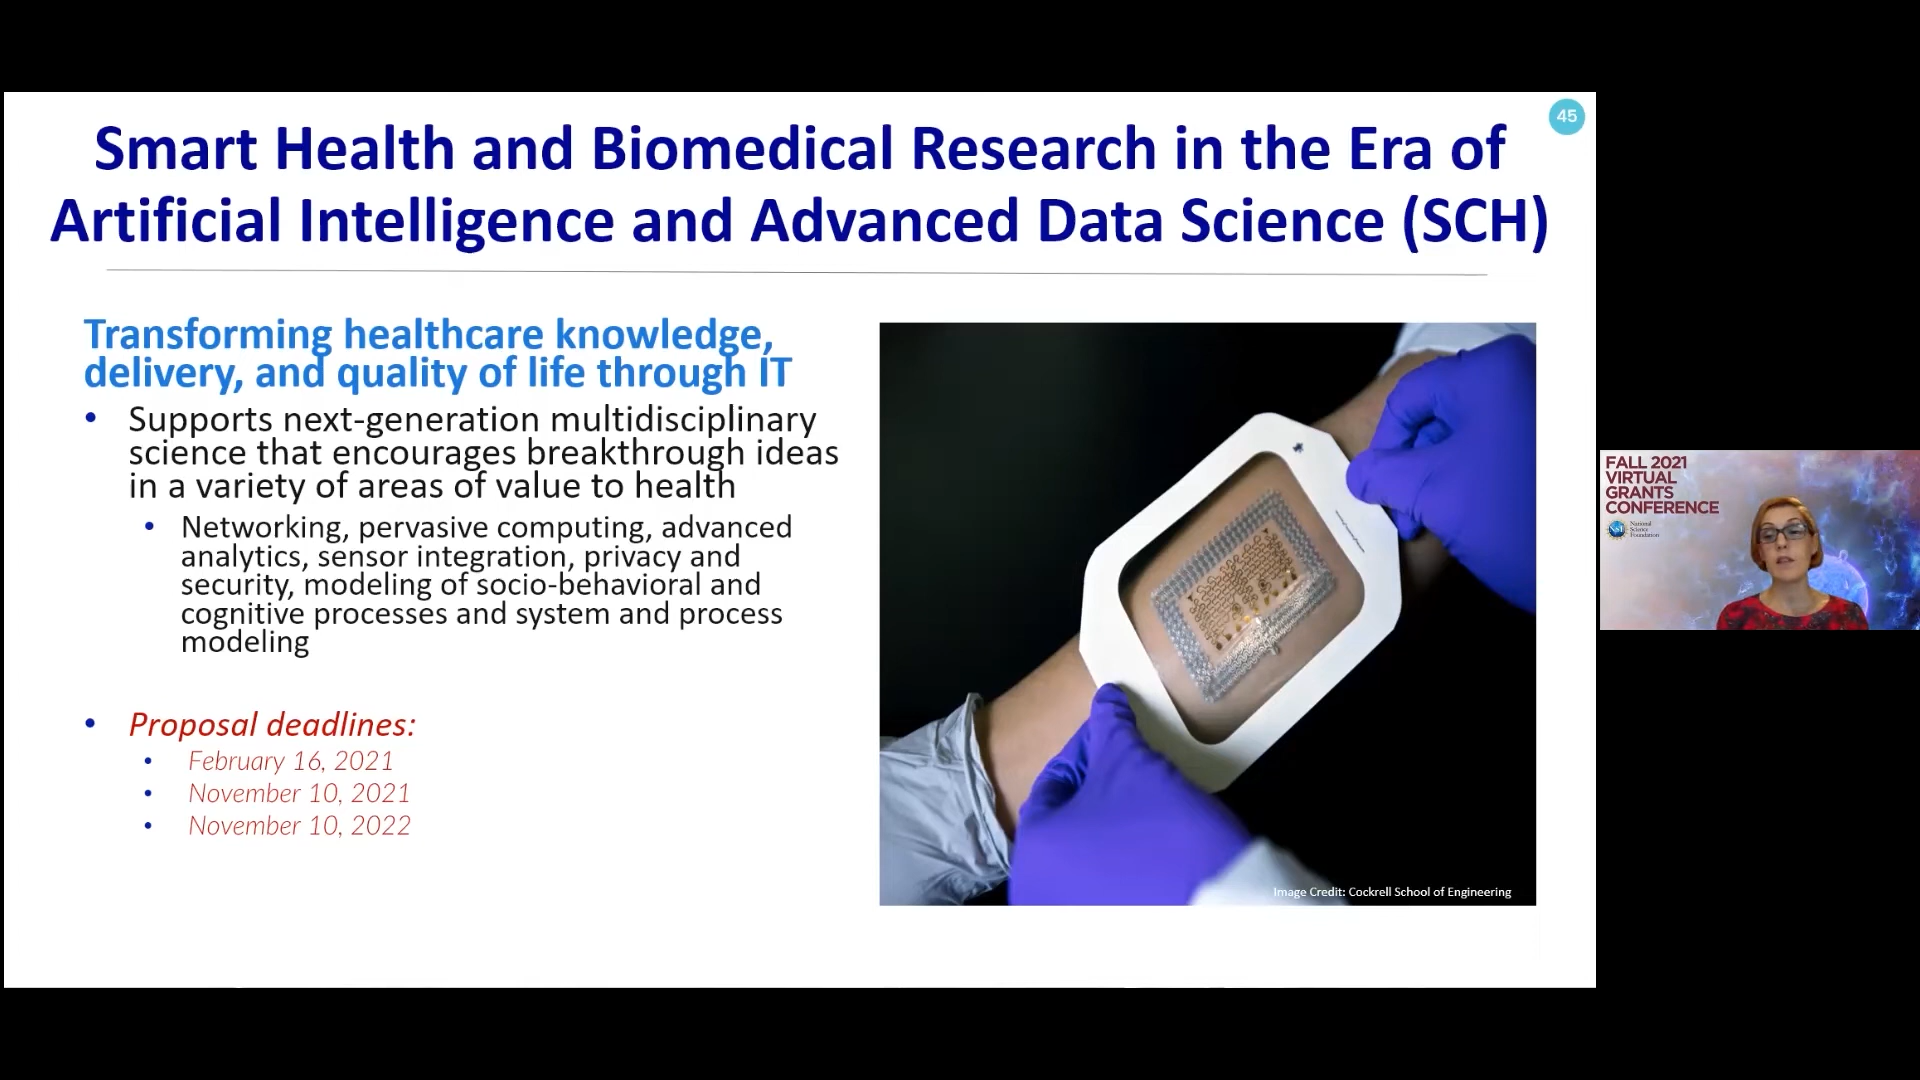 45
Smart Health and Biomedical Research in the Era of
Artificial Intelligence and Advanced Data Science (SCH)
Transforming healthcare knowledge,
delivery, and quality of life through IT
• Supports next-generation multidisciplinary
science that encourages breakthrough ideas
in a variety of areas of value to health
• Networking, pervasive computing, advanced
analytics, sensor integration, privacy and
security, modeling of socio-behavioral and
cognitive processes and system and process
modeling
• Proposal deadlines:
• February 16, 2021
• November 10, 2021
• November 10, 2022
Image Credit: Cockrell School of Engineering
FALL 2021
VIRTUAL
GRANTS
CONFERENCE
NSF
National
Science
Foundation